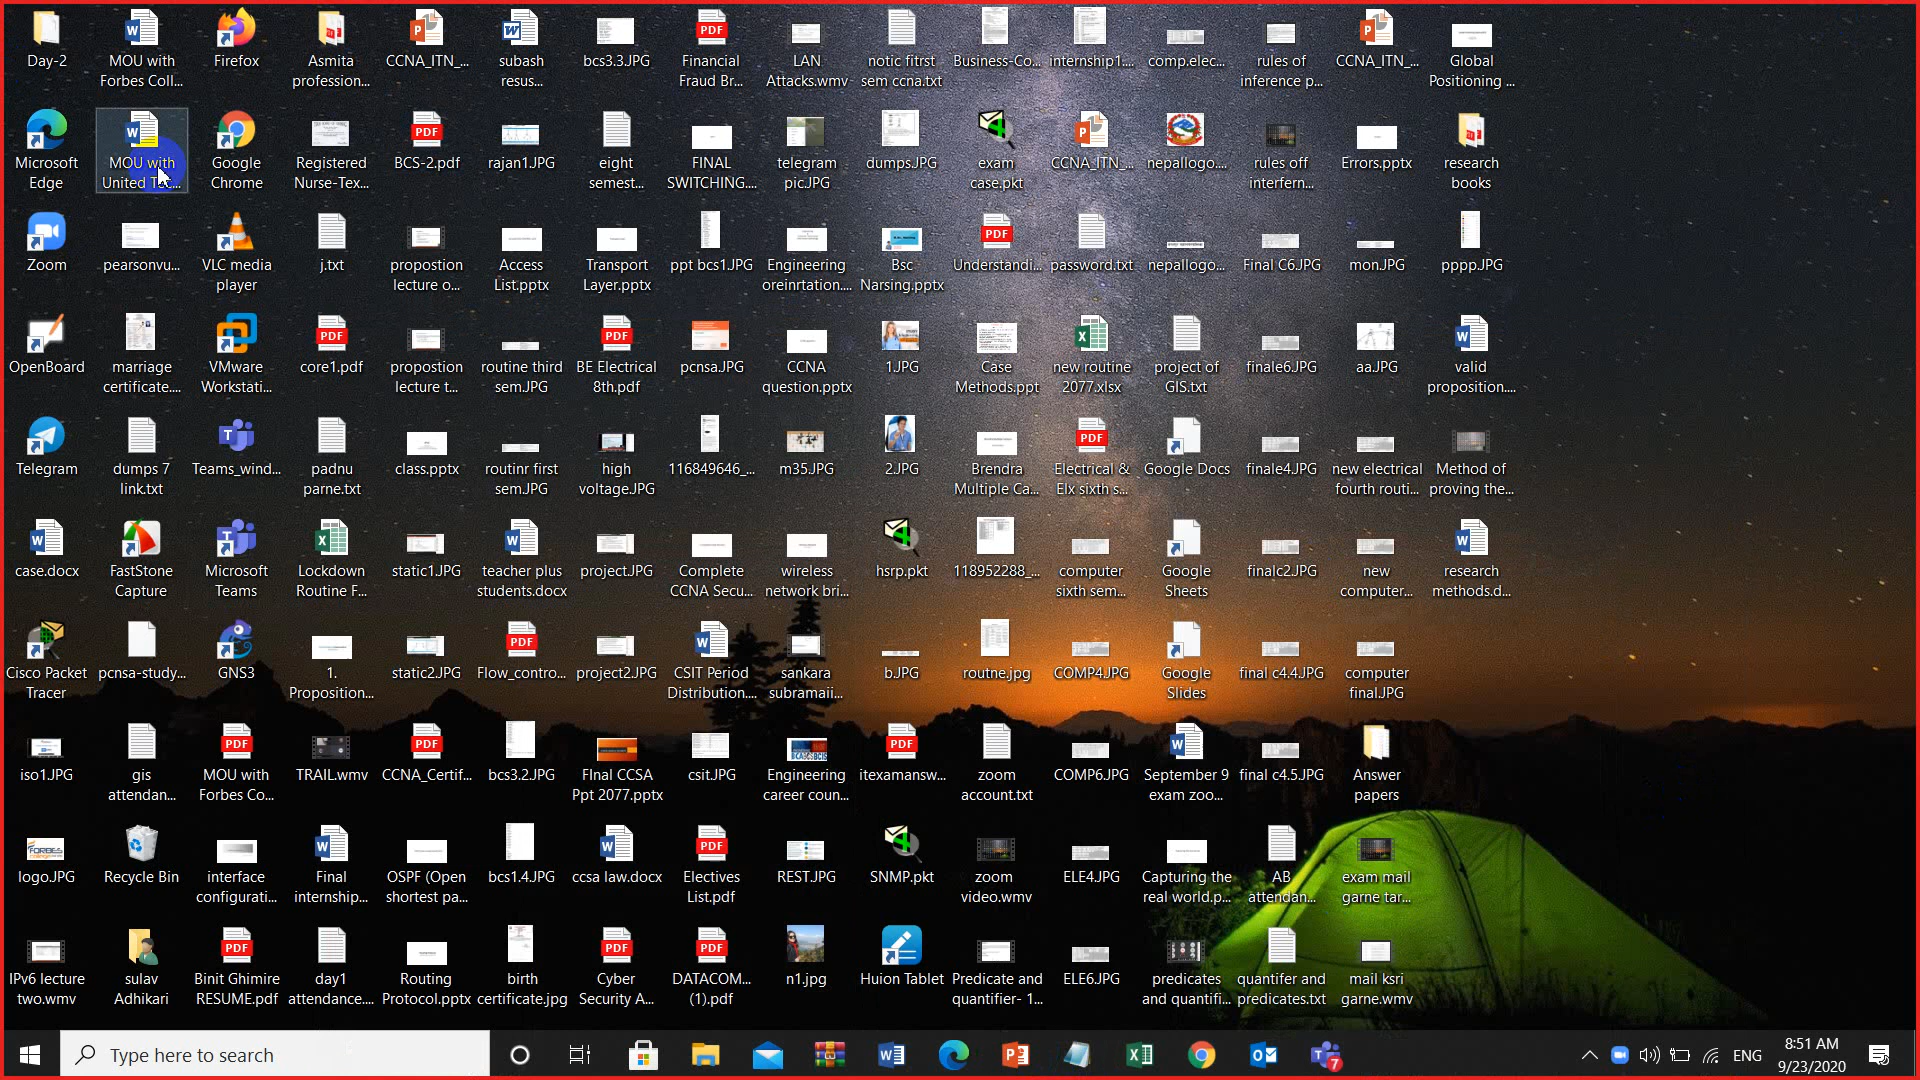 Day-2
MOU with
Forbes Coll...
Firefox
Asmita
profession...
CCNA_ITN_...
subash
resus...
bcs3.3.JPG
Financial
Fraud Br...
LAN
Attacks.wmv
notic fitrst
sem ccna.txt
Business-Co...
internship1....
comp.elec...
rules of
inference p...
CCNA_ITN_...
Global
Positioning ...
Microsoft
Edge
MOU with
United Tec...
Google
Chrome
Registered
Nurse-Tex...
BCS-2.pdf
rajan1.JPG
eight
semest...
FINAL
SWITCHING....
telegram
pic.JPG
dumps.JPG
exam
case.pkt
CCNA_ITN_...
nepallogo....
rules off
interfern...
Errors.pptx
research
books
Zoom
pearsonvu...
VLC media
player
j.txt
propostion
lecture o...
Access
List.pptx
Transport
Layer.pptx
ppt bcs1.JPG
Engineering
oreinrtation....
Bsc
Narsing.pptx
Understandi...
password.txt
nepallogo...
Final C6.JPG
mon.JPG
pppp.JPG
OpenBoard
marriage
certificate....
VMware
Workstati...
core1.pdf
propostion
lecture t...
routine third
sem.JPG
BE Electrical
8th.pdf
pcnsa.JPG
CCNA
question.pptx
1.JPG
Case
Methods.ppt
new routine
2077.xlsx
project of
GIS.txt
finale6.JPG
aa.JPG
valid
proposition....
Telegram
dumps 7
link.txt
Teams_wind...
padnu
parne.txt
class.pptx
routinr first
sem.JPG
high
voltage.JPG
116849646_...
m35.JPG
2.JPG
Brendra
Multiple Ca...
Electrical &
Elx sixth s...
Google Docs
finale4.JPG
new electrical
fourth routi...
Method of
proving the...
case.docx
FastStone
Capture
Microsoft
Teams
Lockdown
Routine F...
static1.JPG
teacher plus
students.docx
project.JPG
Complete
CCNA Secu...
wireless
network bri...
hsrp.pkt
118952288_...
computer
sixth sem...
Google
Sheets
finalc2.JPG
new
computer...
research
methods.d...
Cisco Packet
Tracer
pcnsa-study...
GNS3
1.
Proposition...
static2.JPG
Flow_contro...
project2.JPG
CSIT Period
Distribution....
sankara
subramaii...
b.JPG
routne.jpg
COMP4.JPG
Google
Slides
final c4.4.JPG
computer
final.JPG
iso1.JPG
gis
attendan...
MOU with
Forbes Co...
TRAIL.wmv
CCNA_Certif...
bcs3.2.JPG
FInal CCSA
Ppt 2077.pptx
csit.JPG
Engineering
career coun...
itexamansw...
zoom
account.txt
COMP6.JPG
September 9
exam zoo...
final c4.5.JPG
Answer
papers
logo.JPG
Recycle Bin
interface
configurati...
Final
internship...
OSPF (Open
shortest pa...
bcs1.4.JPG
ccsa law.docx
Electives
List.pdf
REST.JPG
SNMP.pkt
zoom
video.wmv
ELE4.JPG
Capturing the
real world.p...
AB
attendan...
exam mail
garne tar...
IPv6 lecture
two.wmv
sulav
Adhikari
Binit Ghimire
RESUME.pdf
day1
attendance....
Routing
Protocol.pptx
birth
certificate.jpg
Cyber
Security A...
DATACOM...
(1).pdf
n1.jpg
Huion Tablet
Predicate and
quantifier- 1...
ELE6.JPG
predicates
and quantifi...
quantifer and
predicates.txt
mail ksri
garne.wmv
Type here to search
7
ENG
8:51 AM
9/23/2020